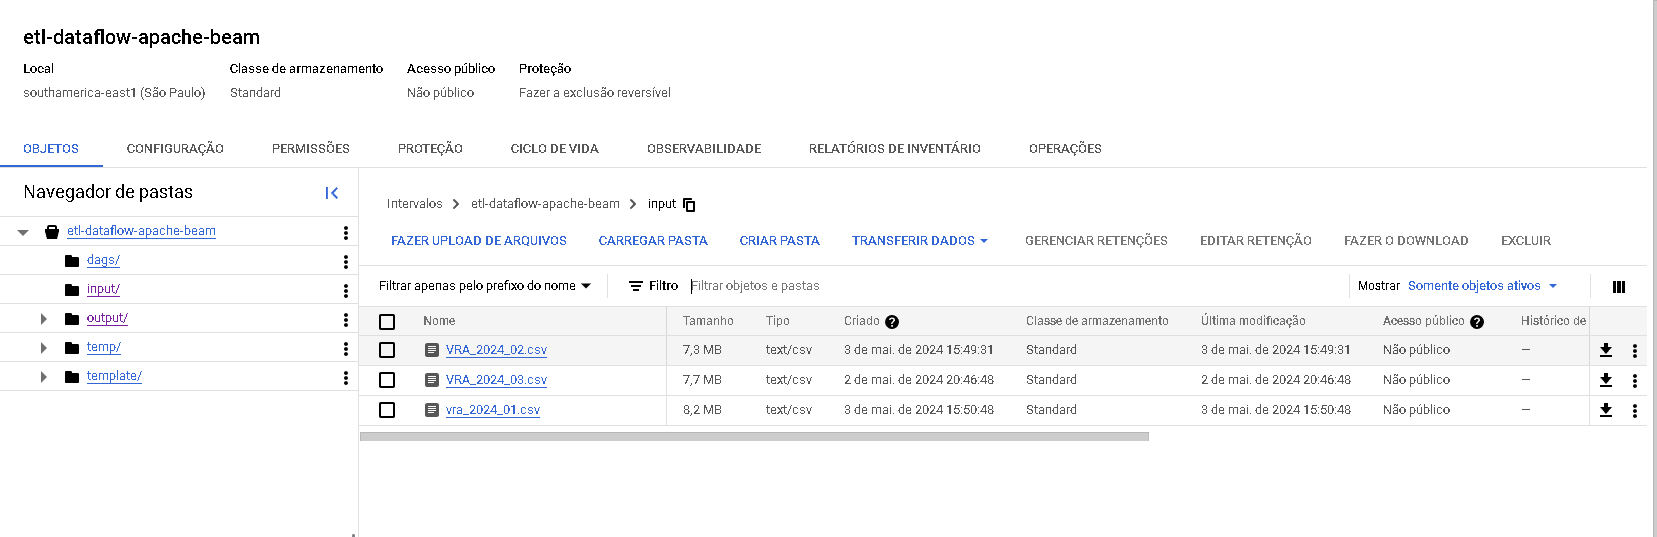 etl-dataflow-apache-beam
Local Classe de armazenamento Acesso público Proteção
southamerica-east1 (São Paulo) Standard Não público Fazer a exclusão reversível
OBJETOS CONFIGURAÇÃO PERMISSÕES PROTEÇÃO CICLO DE VIDA OBSERVABILIDADE RELATÓRIOS DE INVENTÁRIO OPERAÇÕES
Navegador de pastas
etl-dataflow-apache-beam
dags/
input/
output/
temp/
template/
Intervalos etl-dataflow-apache-beam input
FAZER UPLOAD DE ARQUIVOS CARREGAR PASTA CRIAR PASTA TRANSFERIR DADOS GERENCIAR RETENÇÕES EDITAR RETENÇÃO FAZER O DOWNLOAD EXCLUIR
Filtrar apenas pelo prefixo do nome Filtro Filtrar objetos e pastas Mostrar Somente objetos ativos
Nome Tamanho Tipo Criado Classe de armazenamento Última modificação Acesso público Histórico de
VRA_2024_02.csv 7,3 MB text/csv 3 de mai. de 2024 15:49:31 Standard 3 de mai. de 2024 15:49:31 Não público —
VRA_2024_03.csv 7,7 MB text/csv 2 de mai. de 2024 20:46:48 Standard 2 de mai. de 2024 20:46:48 Não público —
vra_2024_01.csv 8,2 MB text/csv 3 de mai. de 2024 15:50:48 Standard 3 de mai. de 2024 15:50:48 Não público —